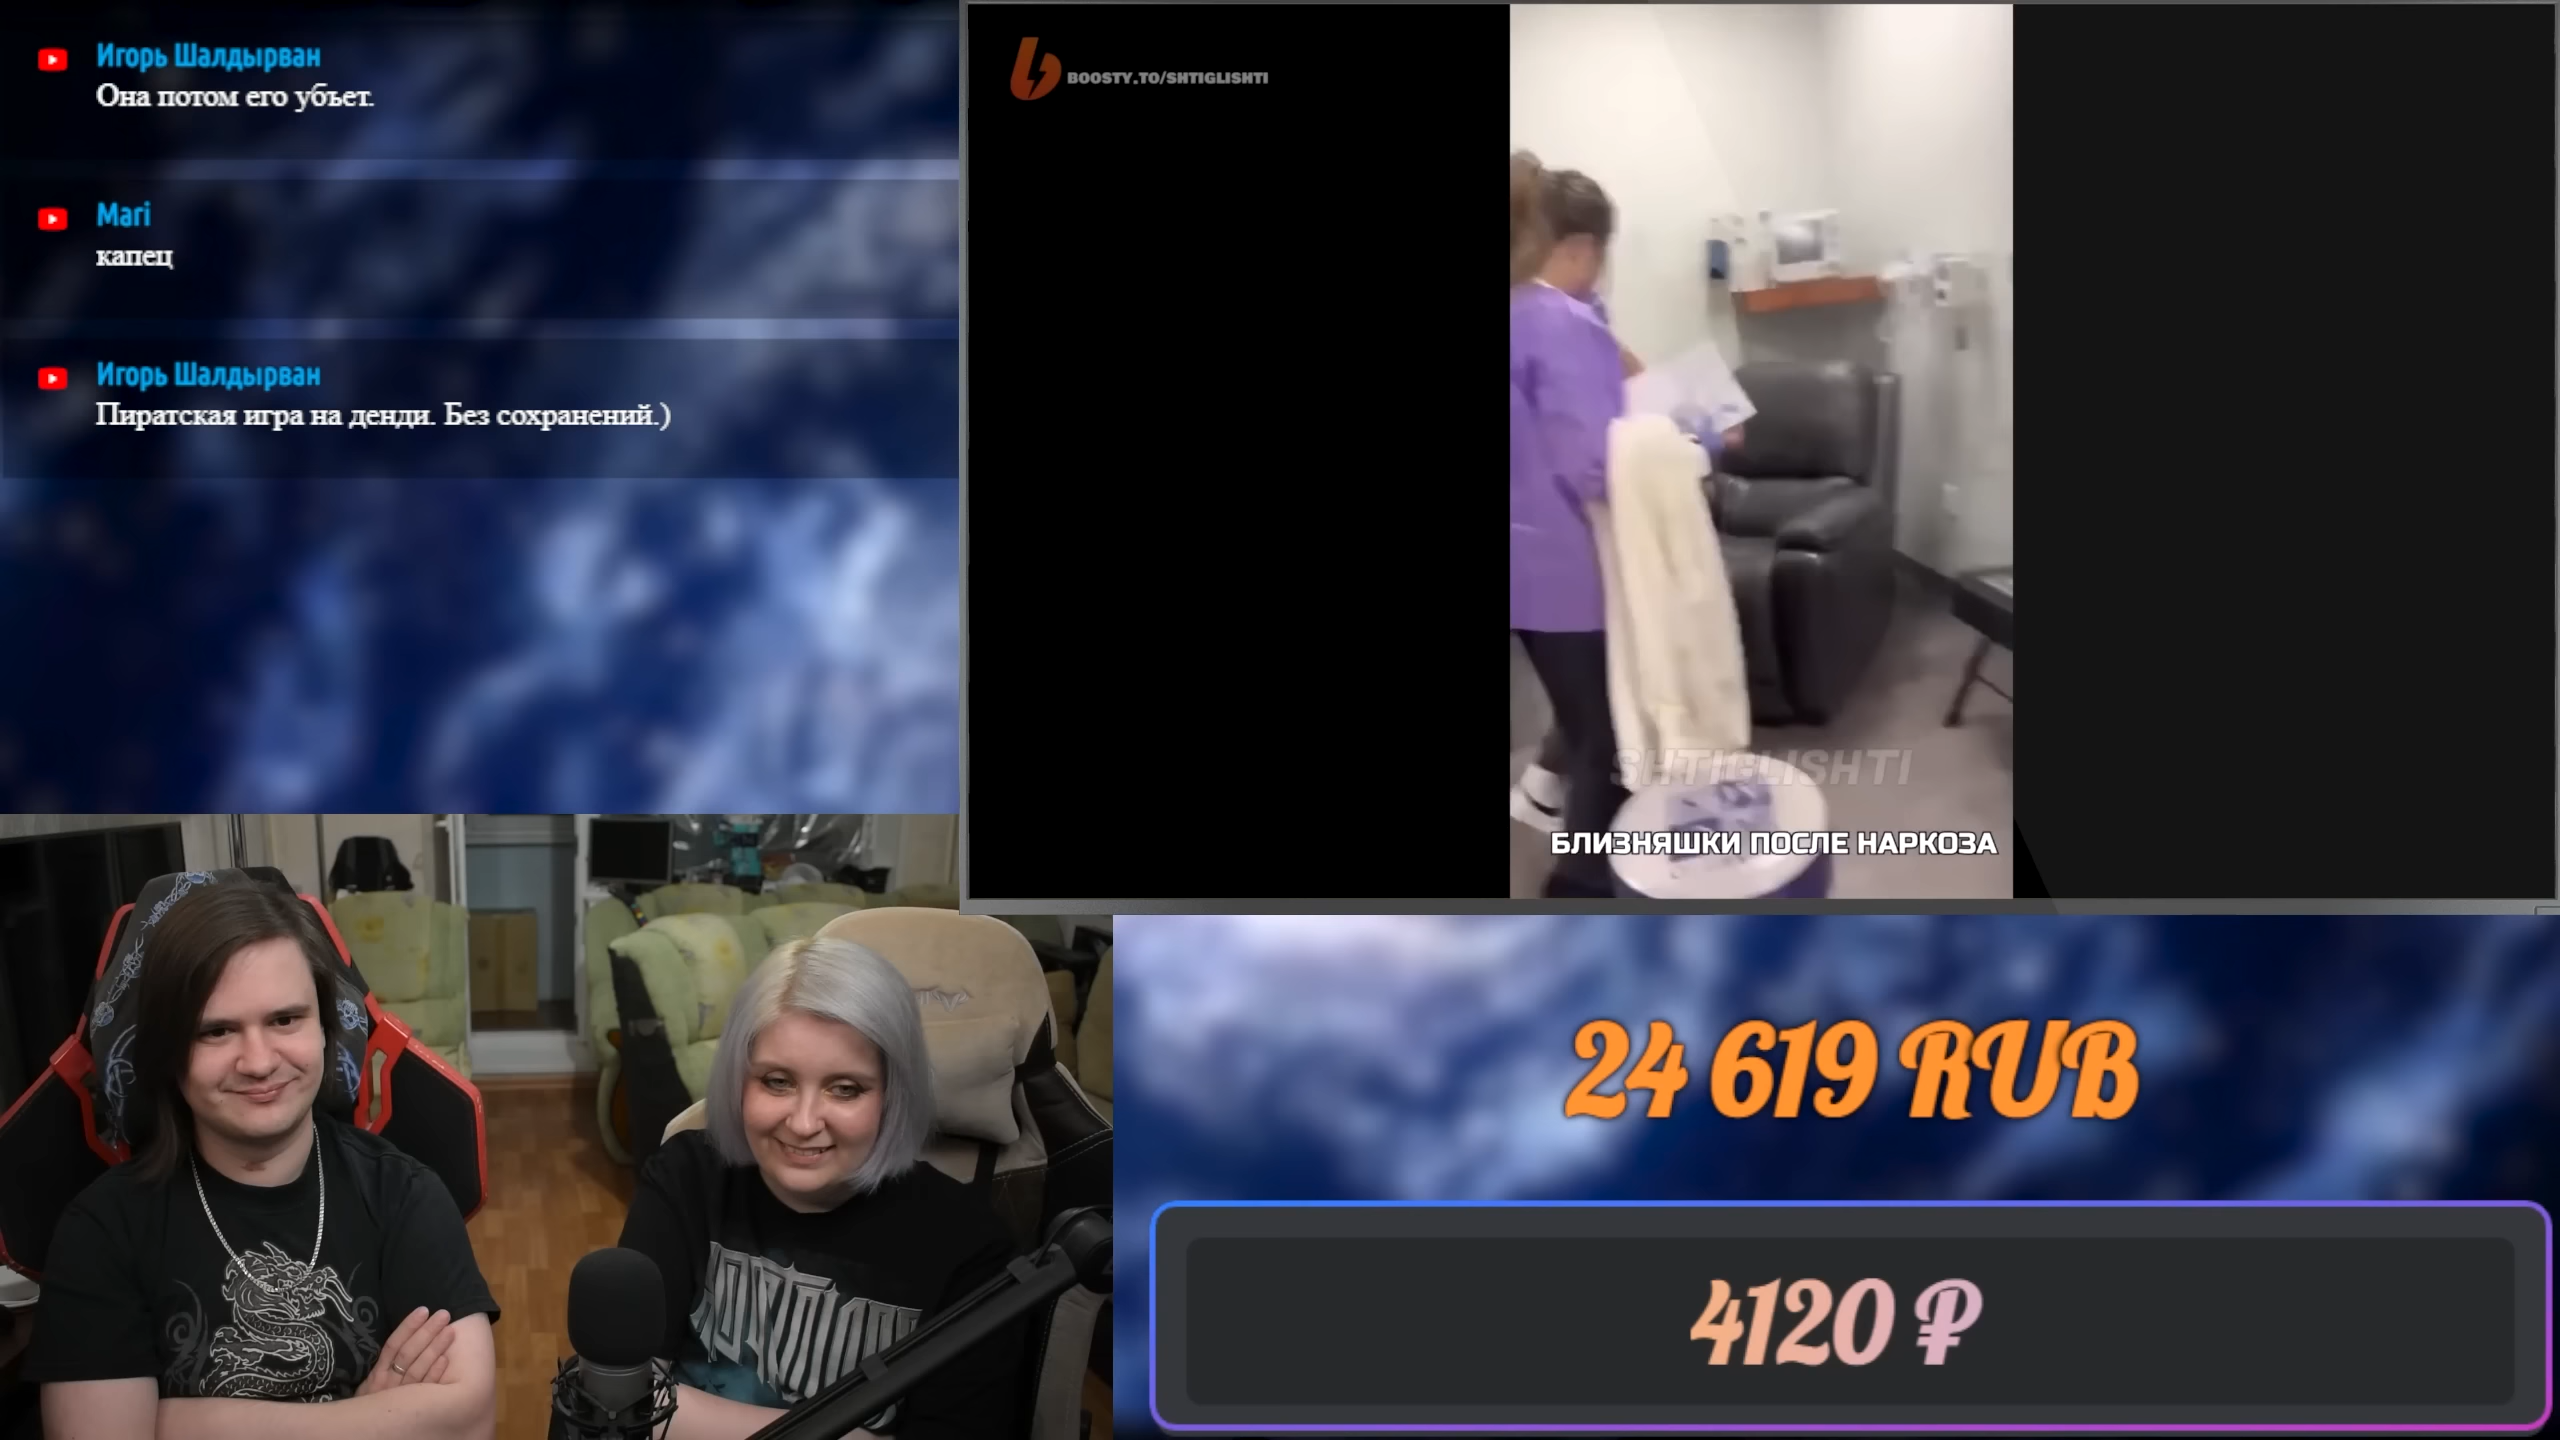 Игорь Шалдырван
Она потом его убъет.
Mari
капец
Игорь Шалдырван
Пиратская игра на денди. Без сохранений.)
BOOSTY.TO/SHTIGLISHTI
SHTIGLISHTI
БЛИЗНЯШКИ ПОСЛЕ НАРКОЗА
24 619 RUB
4120 ₽